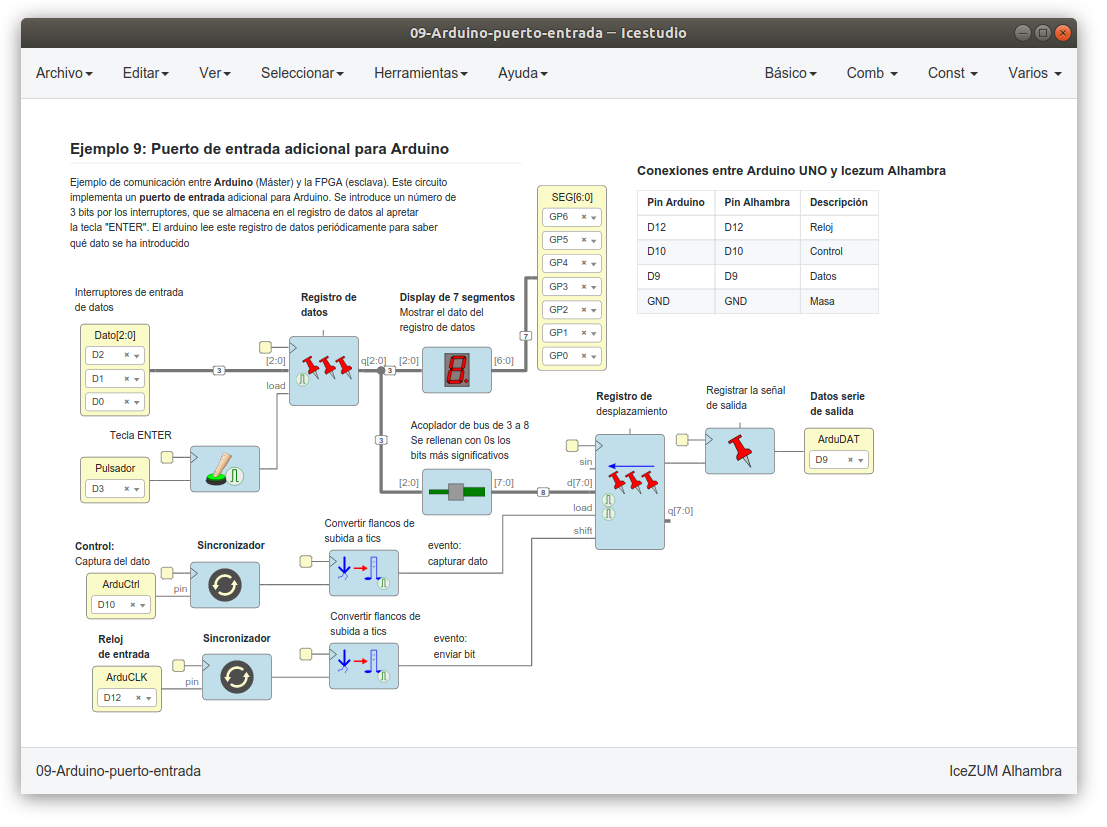 09-Arduino-puerto-entrada — Icestudio
Archivo Editar Ver Seleccionar Herramientas Ayuda Básico Comb Const Varios
Ejemplo 9: Puerto de entrada adicional para Arduino
Ejemplo de comunicación entre Arduino (Máster) y la FPGA (esclava). Este circuito
implementa un puerto de entrada adicional para Arduino. Se introduce un número de
3 bits por los interruptores, que se almacena en el registro de datos al apretar
la tecla "ENTER". El arduino lee este registro de datos periódicamente para saber
qué dato se ha introducido
Conexiones entre Arduino UNO y Icezum Alhambra
Pin Arduino Pin Alhambra Descripción
D12 D12 Reloj
D10 D10 Control
D9 D9 Datos
GND GND Masa
SEG[6:0]
GP6
GP5
GP4
GP3
GP2
GP1
GP0
7
Interruptores de entrada
de datos
Dato[2:0]
D2
D1
D0
3
Registro de
datos
[2:0]
load
q[2:0]
3
Display de 7 segmentos
Mostrar el dato del
registro de datos
[2:0]
[6:0]
Tecla ENTER
Pulsador
D3
3
Acoplador de bus de 3 a 8
Se rellenan con 0s los
bits más significativos
[2:0]
[7:0]
8
Registro de
desplazamiento
sin
d[7:0]
load
shift
q[7:0]
Registrar la señal
de salida
Datos serie
de salida
ArduDAT
D9
Control:
Captura del dato
ArduCtrl
D10
pin
Sincronizador
Convertir flancos de
subida a tics
evento:
capturar dato
Reloj
de entrada
ArduCLK
D12
pin
Sincronizador
Convertir flancos de
subida a tics
evento:
enviar bit
09-Arduino-puerto-entrada
IceZUM Alhambra